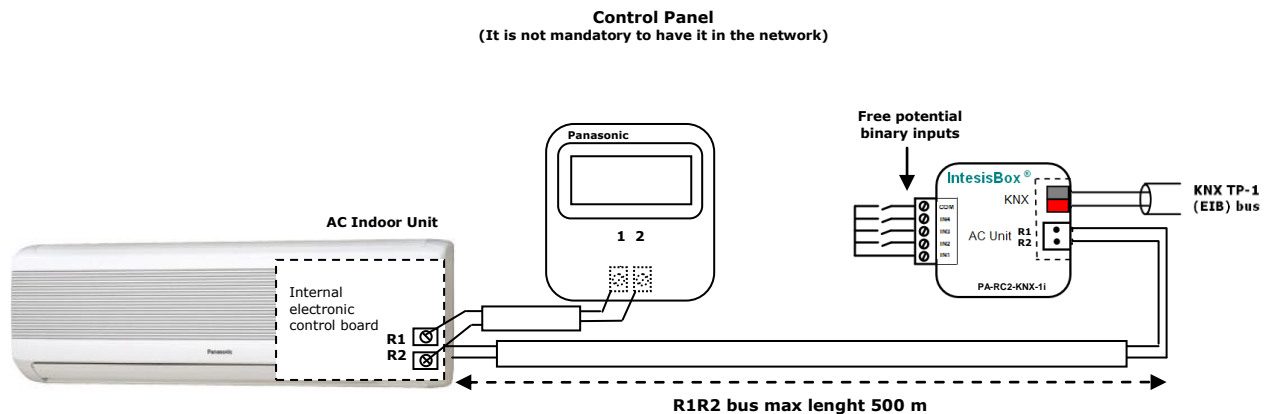 Control Panel
(It is not mandatory to have it in the network)
Free potential
binary inputs
Panasonic
IntesisBox ®
KNX
KNX TP-1
(EIB) bus
COM
IN4
IN3
IN2
IN1
AC Unit
R1
R2
PA-RC2-KNX-1i
AC Indoor Unit
1 2
Internal
electronic
control board
R1
R2
Panasonic
R1R2 bus max lenght 500 m